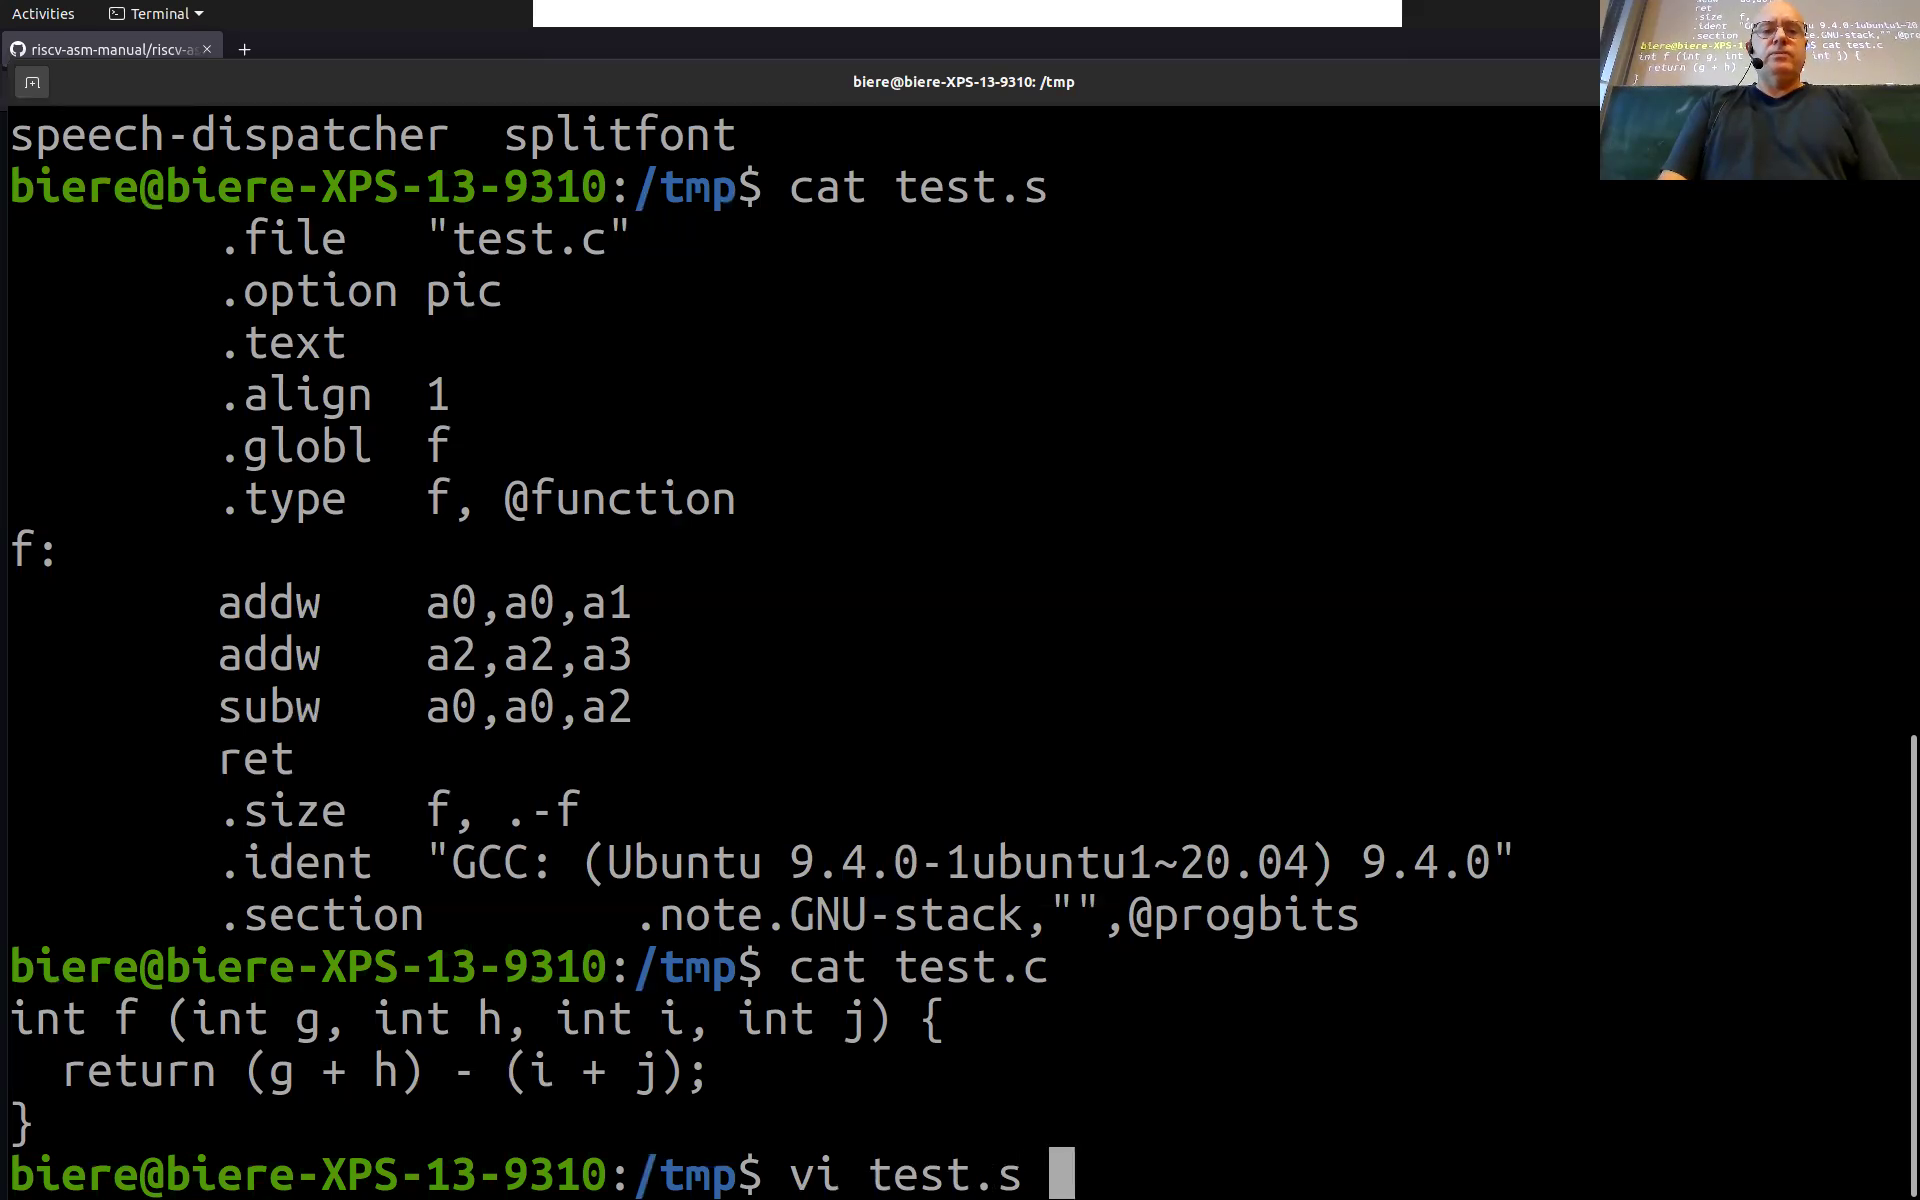 Activities
Terminal
riscv-asm-manual/riscv-as
biere@biere-XPS-13-9310: /tmp
speech-dispatcher  splitfont
biere@biere-XPS-13-9310:/tmp$ cat test.s
.file "test.c"
.option pic
.text
.align 1
.globl f
.type f, @function
f:
addw a0,a0,a1
addw a2,a2,a3
subw a0,a0,a2
ret
.size f, .-f
.ident "GCC: (Ubuntu 9.4.0-1ubuntu1~20.04) 9.4.0"
.section .note.GNU-stack,"",@progbits
biere@biere-XPS-13-9310:/tmp$ cat test.c
int f (int g, int h, int i, int j) {
return (g + h) - (i + j);
}
biere@biere-XPS-13-9310:/tmp$ vi test.s